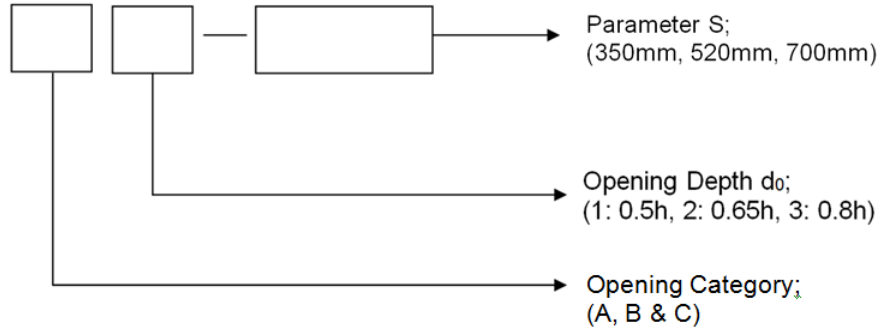 Parameter S;
(350mm, 520mm, 700mm)
Opening Depth d₀;
(1: 0.5h, 2: 0.65h, 3: 0.8h)
Opening Category;
(A, B & C)